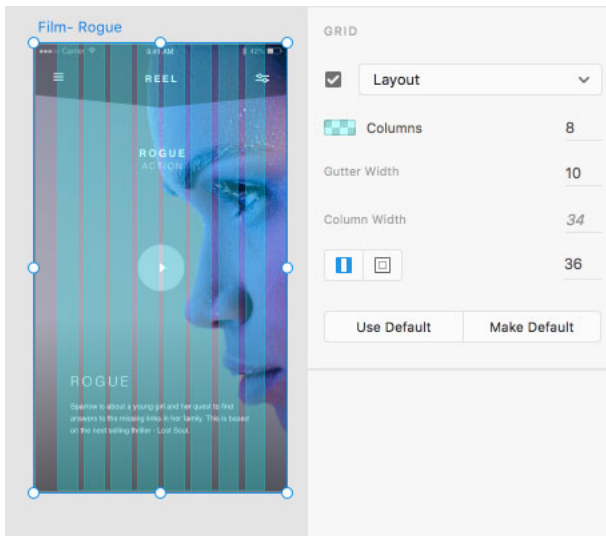 Film- Rogue
Carrier 9:41 AM 42%
REEL
ROGUE
ACTION
ROGUE
Sparrow is about a young girl and her quest to find
answers to the missing links in her family. This is based
on the nest selling thriller - Lost Soul.
GRID
Layout
Columns 8
Gutter Width 10
Column Width 34
36
Use Default Make Default